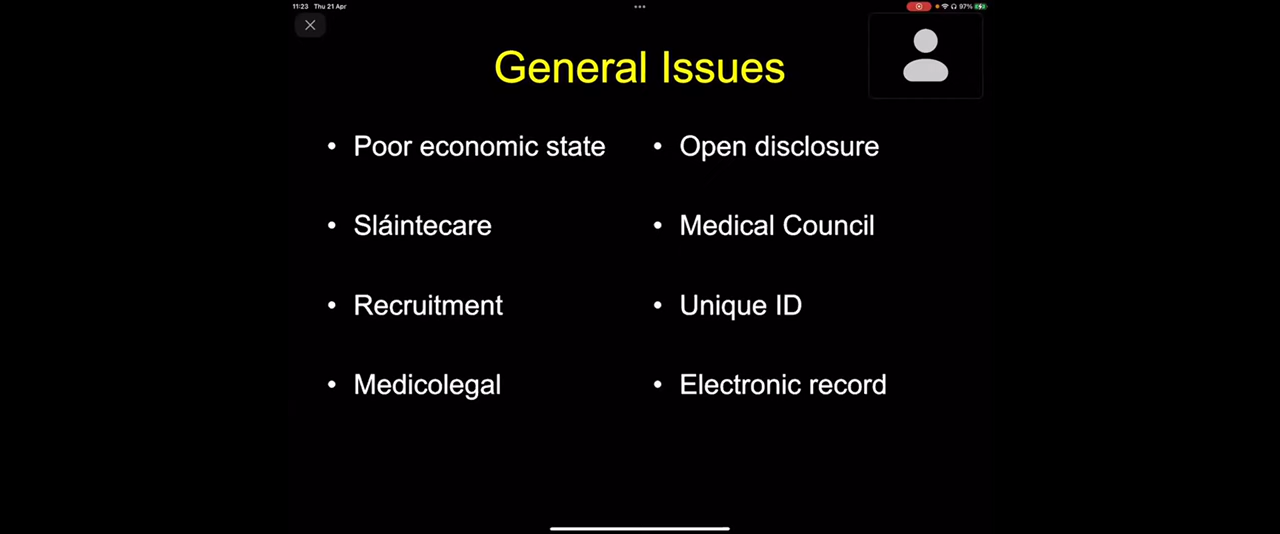 11:23 Thu 21 Apr
97%
General Issues
• Poor economic state
• Sláintecare
• Recruitment
• Medicolegal
• Open disclosure
• Medical Council
• Unique ID
• Electronic record